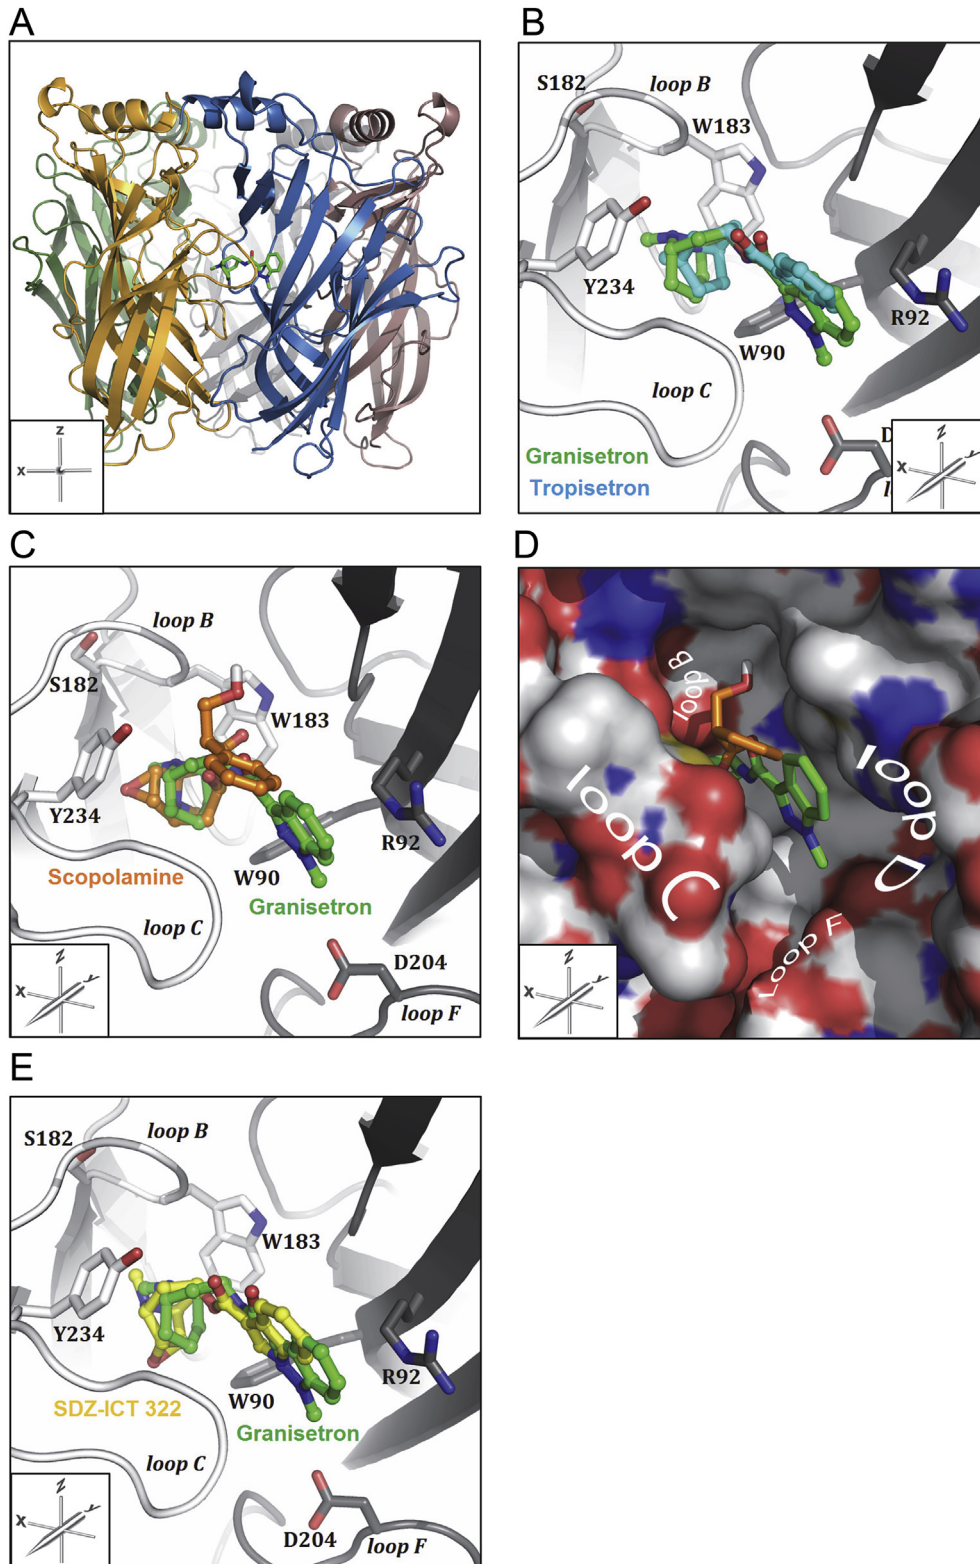 A
z
x
B
S182
loop B
W183
Y234
R92
W90
loop C
Granisetron
Tropisetron
D
z
x
y
C
loop B
S182
W183
Y234
R92
Scopolamine
W90
Granisetron
loop C
D204
loop F
z
x
y
D
loop B
loop C
loop D
Loop F
z
x
y
E
S182
loop B
W183
Y234
R92
SDZ-ICT 322
W90
Granisetron
loop C
D204
loop F
z
x
y